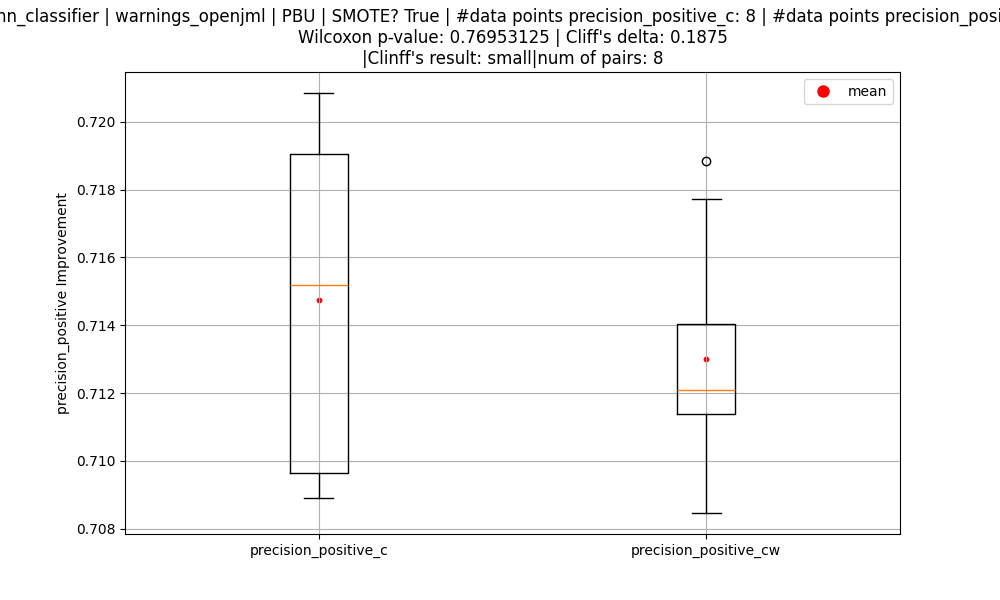 nn_classifier | warnings_openjml | PBU | SMOTE? True | #data points precision_positive_c: 8 | #data points precision_posi
Wilcoxon p-value: 0.76953125 | Cliff's delta: 0.1875
|Clinff's result: small|num of pairs: 8
mean
0.720
0.718
0.716
0.714
0.712
0.710
0.708
precision_positive Improvement
precision_positive_c
precision_positive_cw